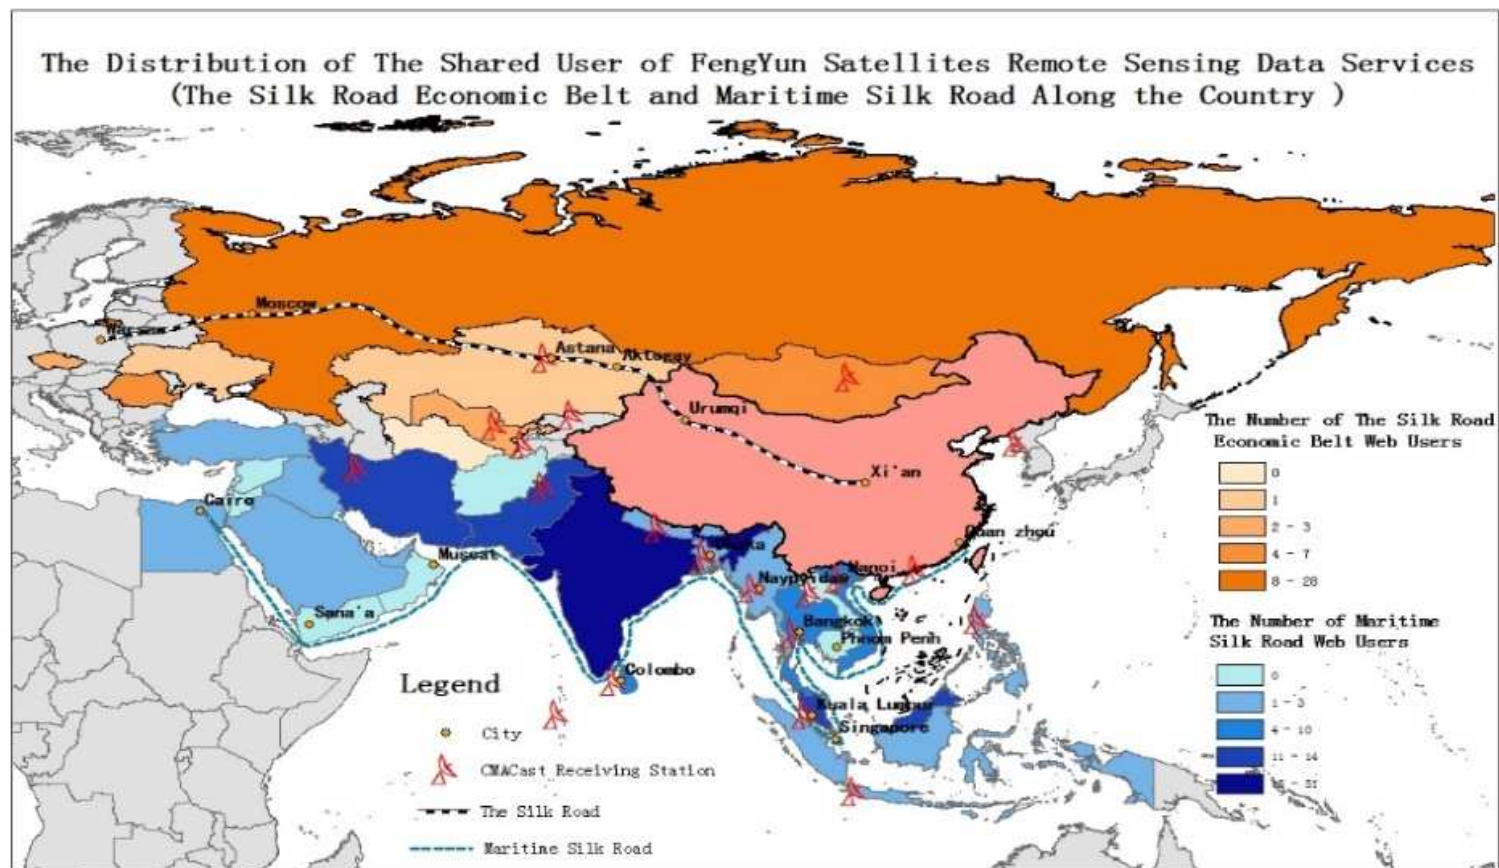 The Distribution of The Shared User of FengYun Satellites Remote Sensing Data Services
(The Silk Road Economic Belt and Maritime Silk Road Along the Country )
Moscow
Warsaw
Astana
Aktogay
Urumqi
Xi'an
Cairo
Muscat
Quan zhou
Hanoi
Naypyidaw
Sana'a
Bangkok
Phnom Penh
Colombo
Kuala Lumpur
Singapore
Legend
City
CMACast Receiving Station
The Silk Road
Maritime Silk Road
The Number of The Silk Road
Economic Belt Web Users
0
1
2 - 3
4 - 7
8 - 28
The Number of Maritime
Silk Road Web Users
0
1 - 3
4 - 10
11 - 14
- 31